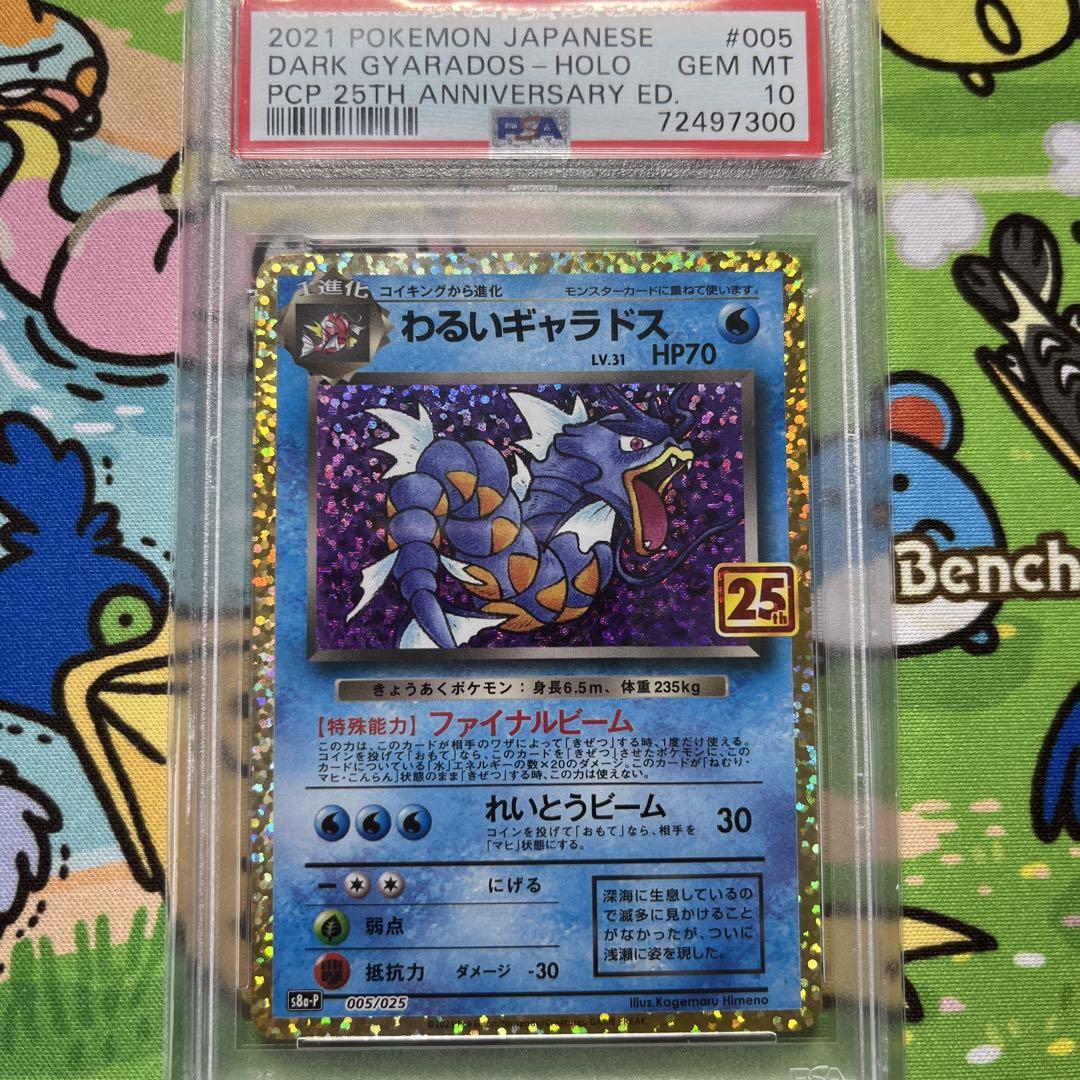 2021 POKEMON JAPANESE #005
DARK GYARADOS-HOLO GEM MT
PCP 25TH ANNIVERSARY ED. 10
PSA 72497300
1進化
コイキングから進化
モンスターカードに重ねて使います。
わるいギャラドス
LV.31 HP70
25th
Bench
きょうあくポケモン:身長6.5m、体重235kg
【特殊能力】ファイナルビーム
この力は、このカードが相手のワザによって「きぜつ」する時、1度だけ使える。
コインを投げて「おもて」なら、このカードを「きぜつ」させたポケモンに、この
カードについている「水」エネルギーの数×20のダメージ。このカードが「ねむり・
マヒ・こんらん」状態のまま「きぜつ」する時、この力は使えない。
れいとうビーム 30
コインを投げて「おもて」なら、相手を
「マヒ」状態にする。
にげる
弱点
抵抗力 ダメージ -30
深海に生息しているの
で滅多に見かけること
がなかったが、ついに
浅瀬に姿を現した。
s8a-P 005/025
Illus.Kagemaru Himeno
©2021 Pokémon/Nintendo/Creatures/GAME FREAK.
PSA